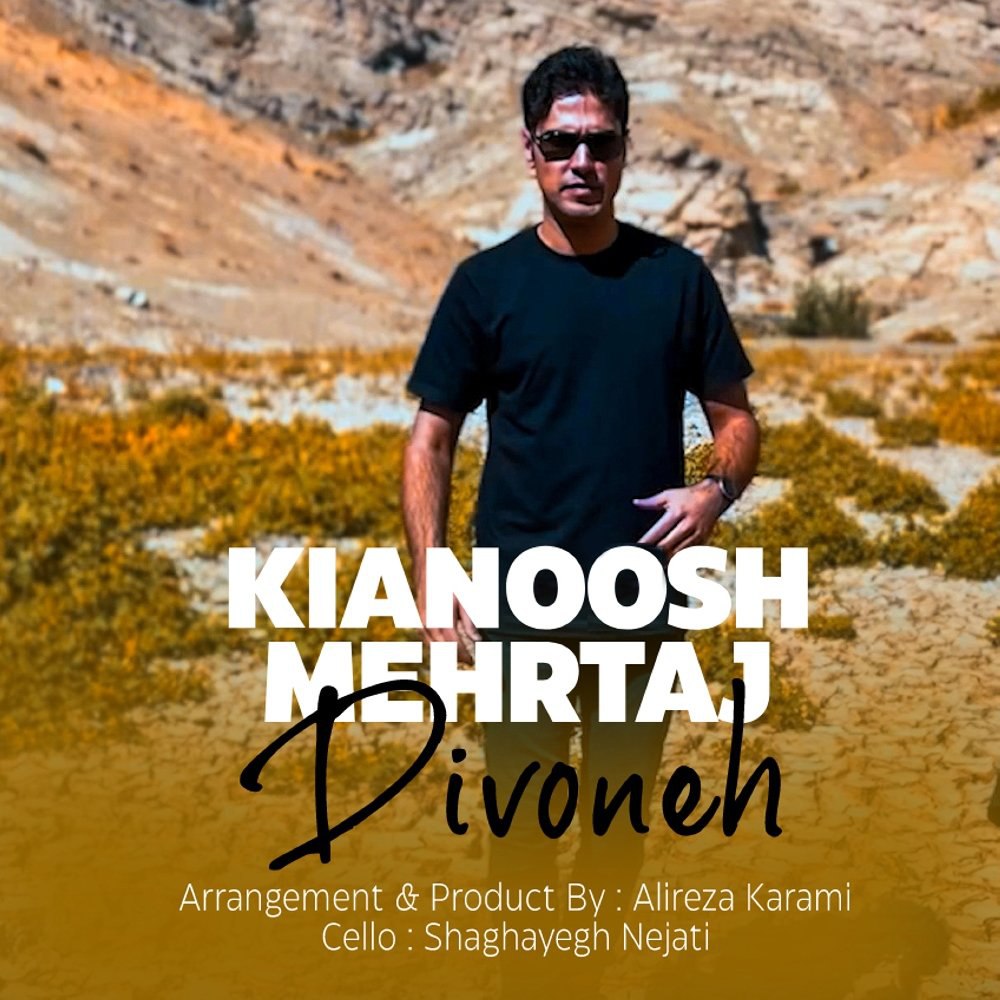 KIANOOSH
MEHRTAJ
Divoneh
Arrangement & Product By : Alireza Karami
Cello : Shaghayegh Nejati